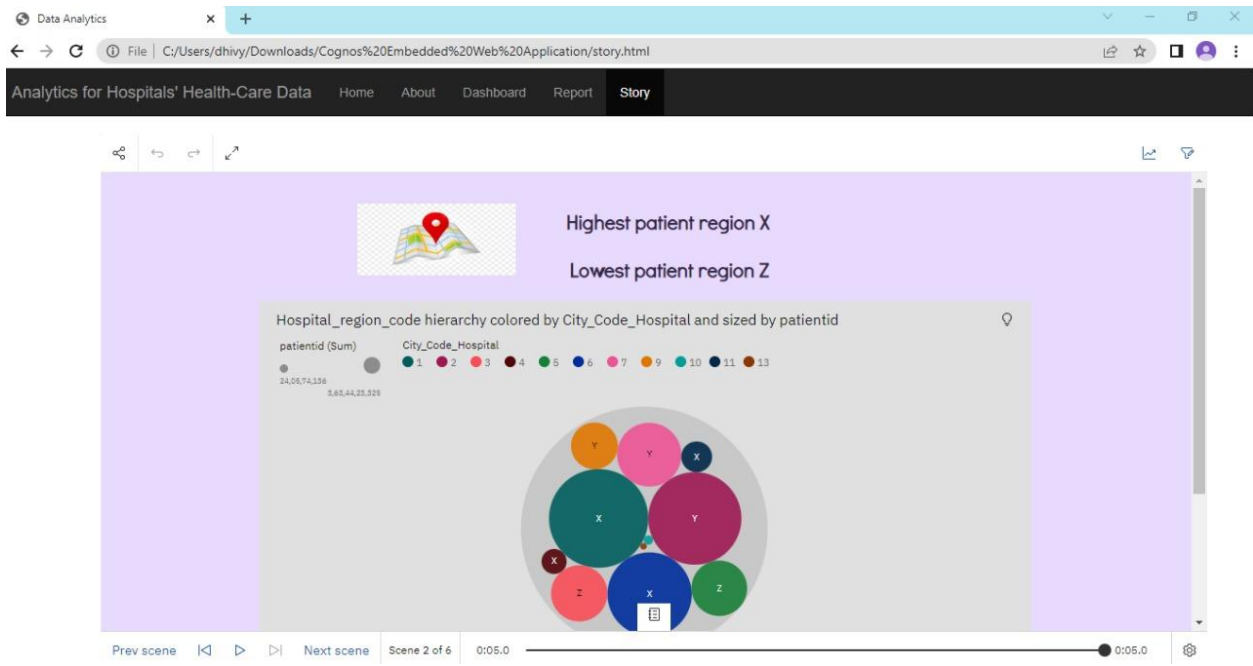 Data Analytics
File | C:/Users/dhivy/Downloads/Cognos%20Embedded%20Web%20Application/story.html
Analytics for Hospitals' Health-Care Data Home About Dashboard Report Story
Highest patient region X
Lowest patient region Z
Hospital_region_code hierarchy colored by City_Code_Hospital and sized by patientid
patientid (Sum)
24,05,74,136
3,63,44,23,325
City_Code_Hospital
1 2 3 4 5 6 7 9 10 11 13
Y
Y
X
X
Y
X
Z
X
Z
Prev scene Next scene Scene 2 of 6 0:05.0 0:05.0